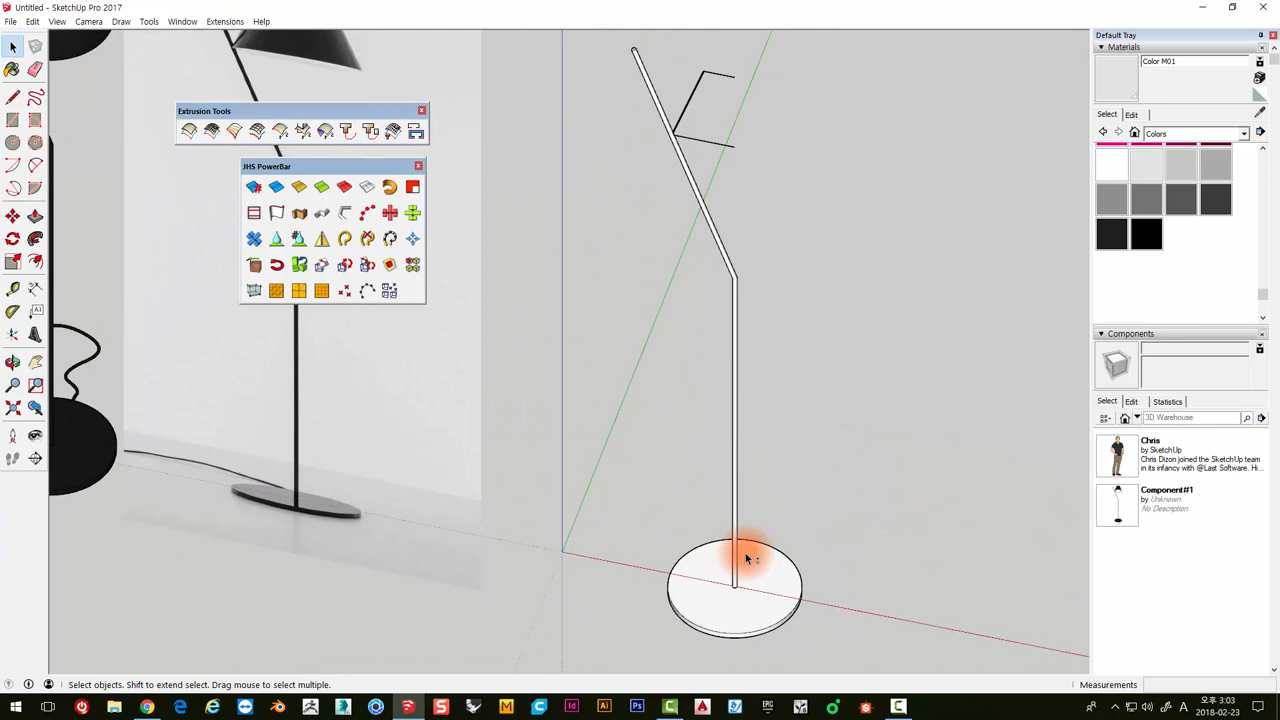 Untitled - SketchUp Pro 2017
File Edit View Camera Draw Tools Window Extensions Help
Default Tray
Materials
Color M01
Extrusion Tools
Select Edit
Colors
JHS PowerBar
Components
Select Edit Statistics
3D Warehouse
Chris
by SketchUp
Chris Dizon joined the SketchUp team
in its infancy with @Last Software. Hi...
Component#1
by Unknown
No Description
Select objects. Shift to extend select. Drag mouse to select multiple.
Measurements
오후 3:03
2018-02-23